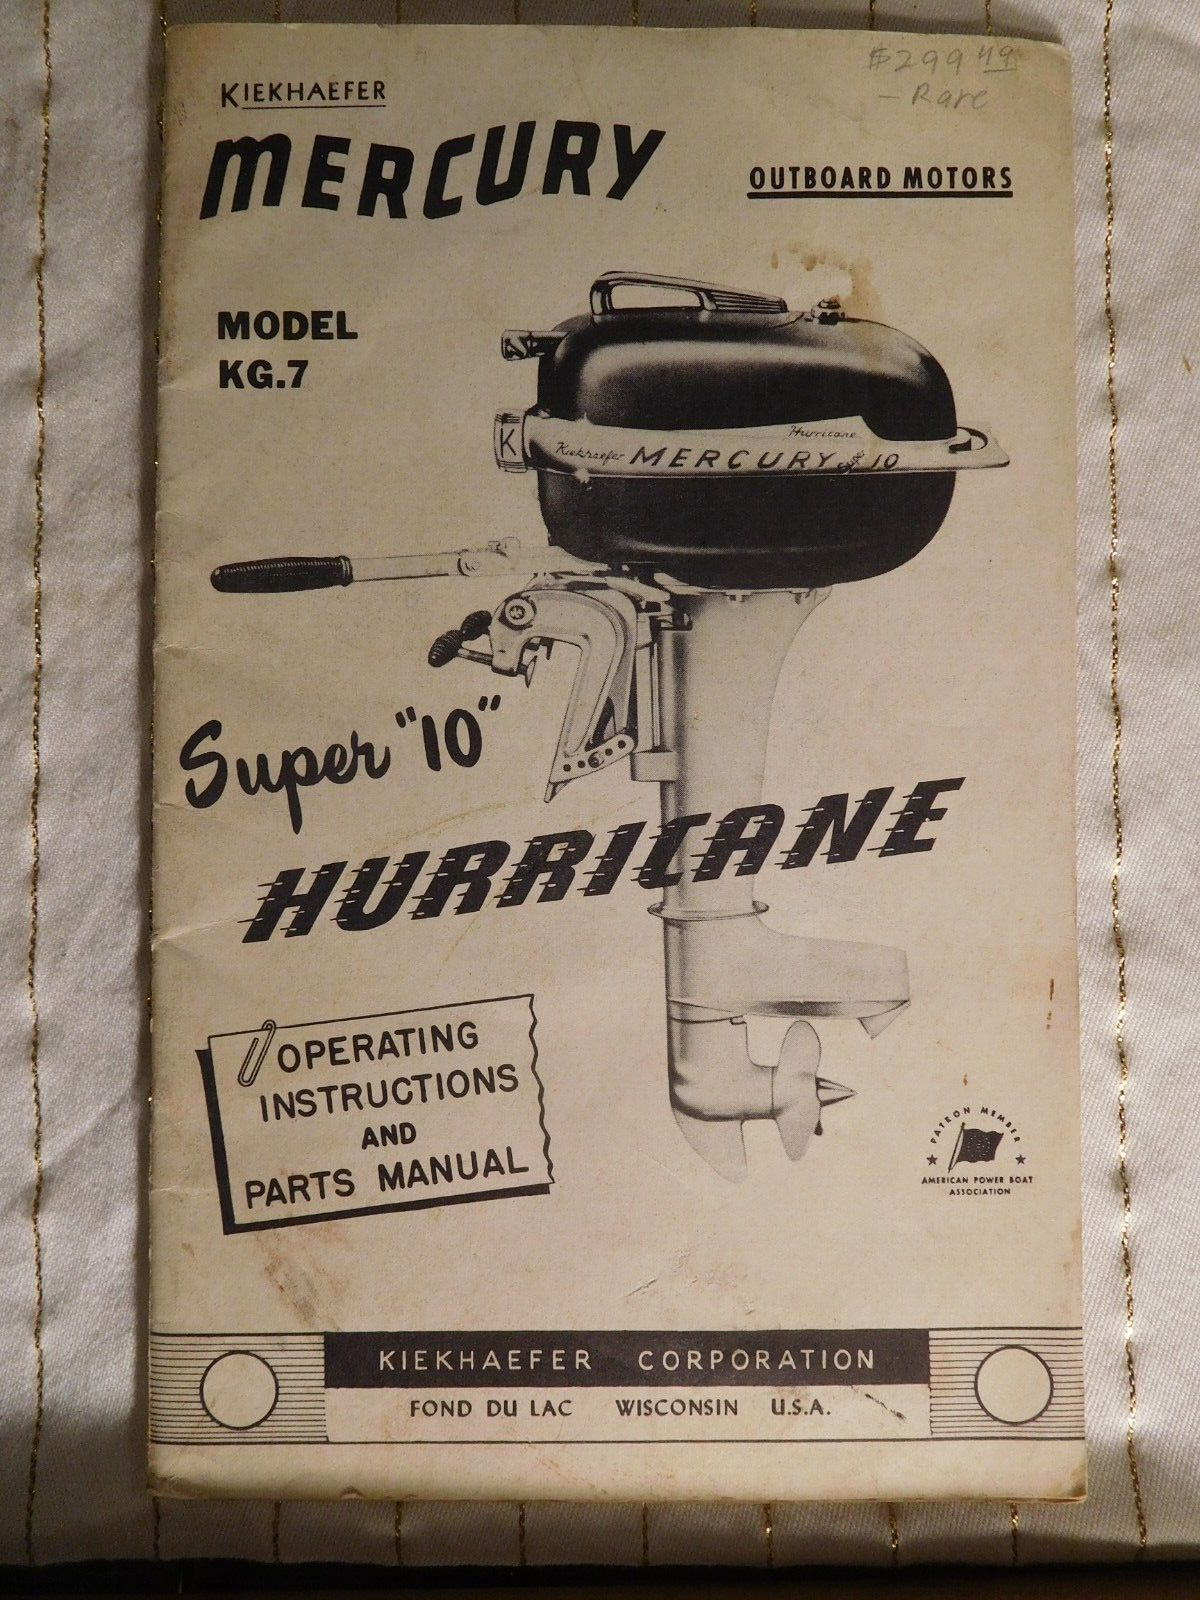 $299
- Rare
KIEKHAEFER
MERCURY
OUTBOARD MOTORS
MODEL
KG.7
K
Hurricane
Kiekhaefer MERCURY 10
Super "10"
HURRICANE
OPERATING
INSTRUCTIONS
AND
PARTS MANUAL
PATRON MEMBER
AMERICAN POWER BOAT
ASSOCIATION
KIEKHAEFER CORPORATION
FOND DU LAC WISCONSIN U.S.A.